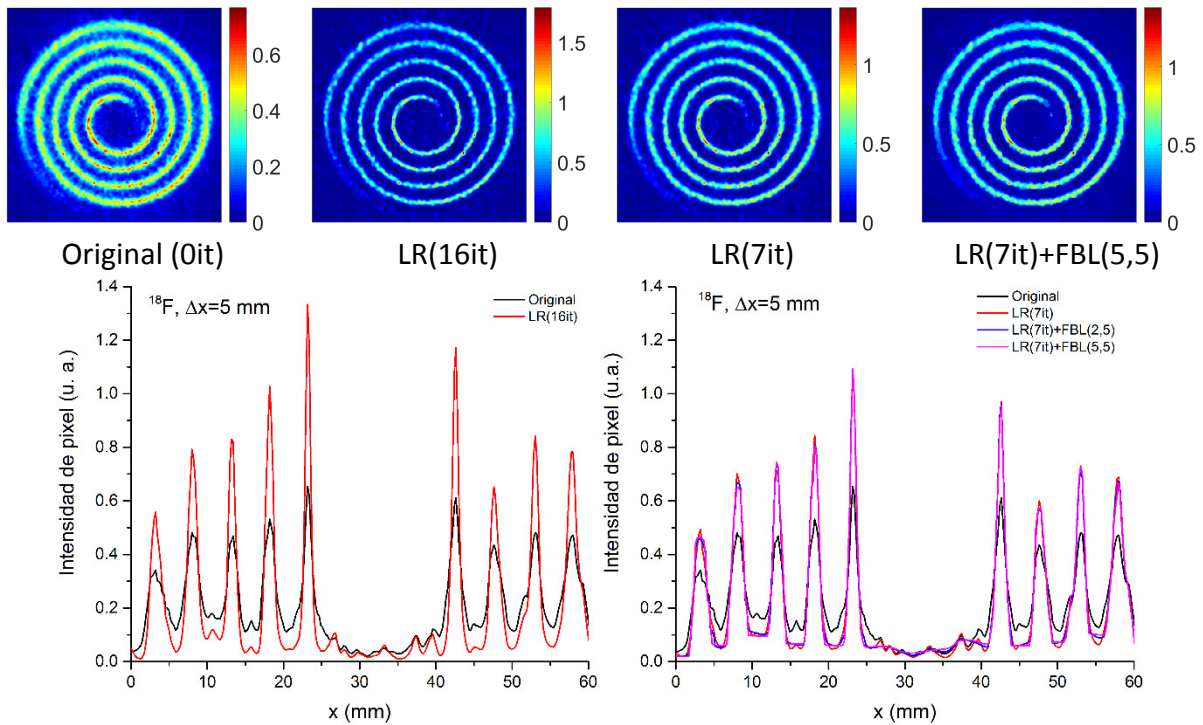 0.6
0.4
0.2
0
1.5
1
0.5
0
1
0.5
0
1
0.5
0
Original (0it)
LR(16it)
LR(7it)
LR(7it)+FBL(5,5)
¹⁸F, Δx=5 mm
Original
LR(16it)
Intensidad de pixel (u. a.)
1.4
1.2
1.0
0.8
0.6
0.4
0.2
0.0
0
10
20
30
40
50
60
x (mm)
¹⁸F, Δx=5 mm
Original
LR(7it)
LR(7it)+FBL(2,5)
LR(7it)+FBL(5,5)
Intensidad de pixel (u. a.)
1.4
1.2
1.0
0.8
0.6
0.4
0.2
0.0
0
10
20
30
40
50
60
x (mm)